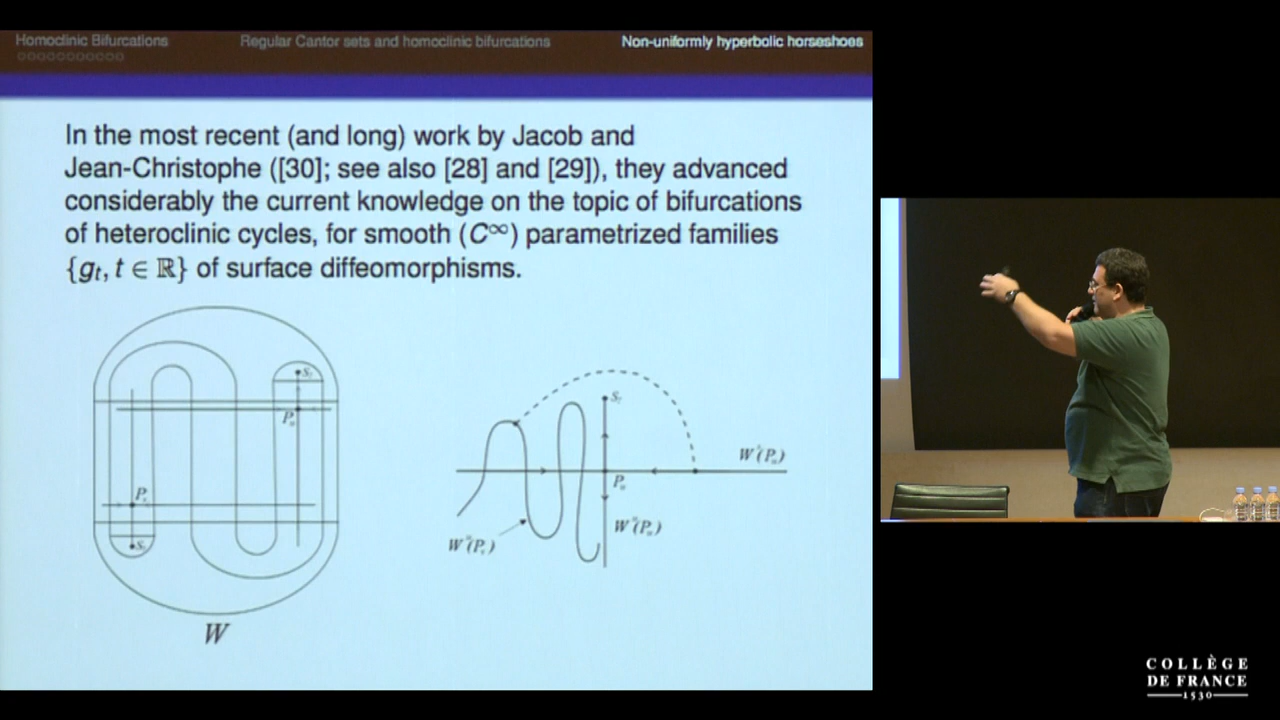 Homoclinic Bifurcations
Regular Cantor sets and homoclinic bifurcations
Non-uniformly hyperbolic horseshoes
In the most recent (and long) work by Jacob and
Jean-Christophe ([30]; see also [28] and [29]), they advanced
considerably the current knowledge on the topic of bifurcations
of heteroclinic cycles, for smooth (C∞) parametrized families
{gt, t ∈ ℝ} of surface diffeomorphisms.
W
COLLÈGE
DE FRANCE
1530